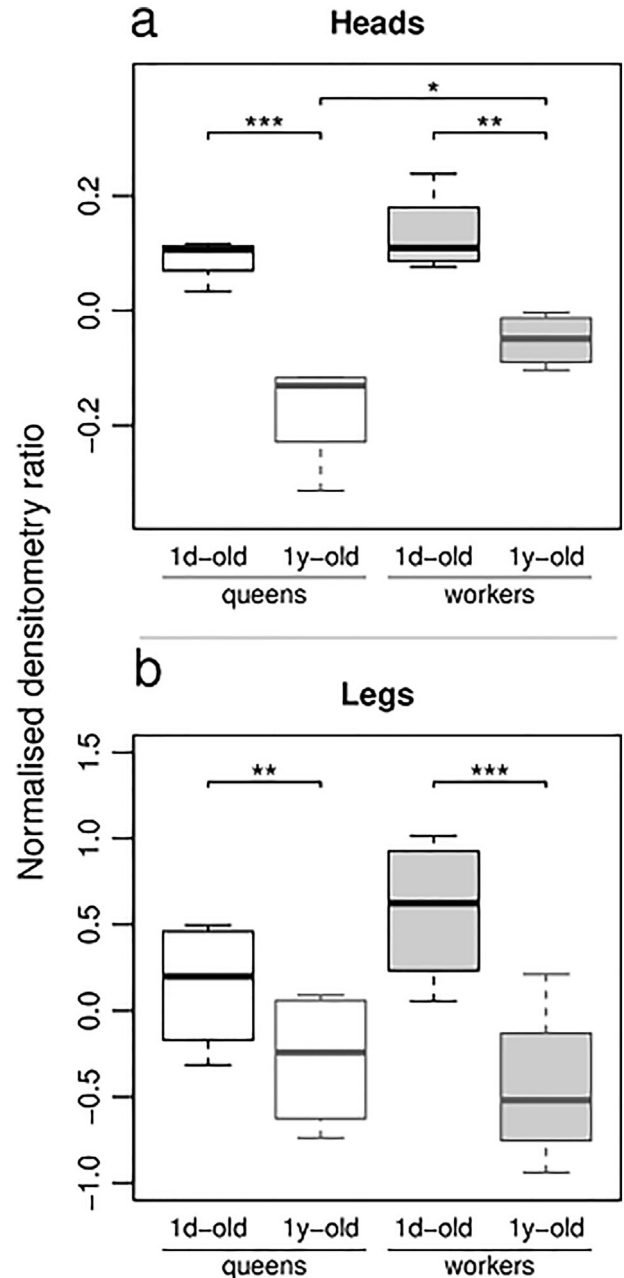 a
Heads
*
***
**
0.2
0.0
−0.2
1d−old 1y−old 1d−old 1y−old
queens workers
Normalised densitometry ratio
b
Legs
** ***
1.5
1.0
0.5
0.0
−0.5
−1.0
1d−old 1y−old 1d−old 1y−old
queens workers